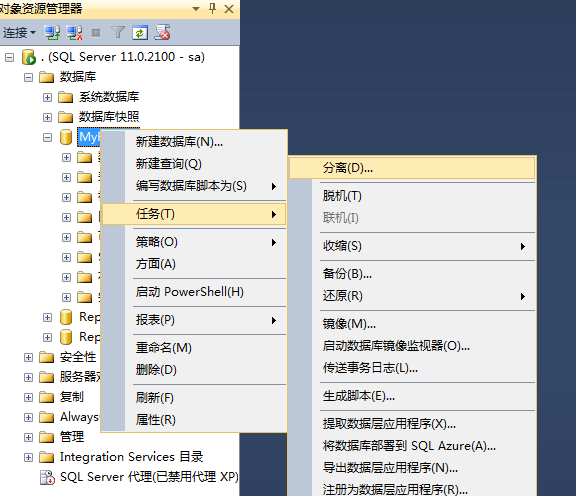 对象资源管理器
连接
. (SQL Server 11.0.2100 - sa)
数据库
系统数据库
数据库快照
新建数据库(N)...
新建查询(Q)
编写数据库脚本为(S)
任务(T)
策略(O)
方面(A)
启动 PowerShell(H)
报表(P)
重命名(M)
删除(D)
刷新(F)
属性(R)
分离(D)...
脱机(T)
联机(I)
收缩(S)
备份(B)...
还原(R)
镜像(M)...
启动数据库镜像监视器(O)...
传送事务日志(L)...
生成脚本(E)...
提取数据层应用程序(X)...
将数据库部署到 SQL Azure(A)...
导出数据层应用程序(N)...
注册为数据层应用程序(R)...
Rep
Rep
安全性
服务器
复制
Always
管理
Integration Services 目录
SQL Server 代理(已禁用代理 XP)